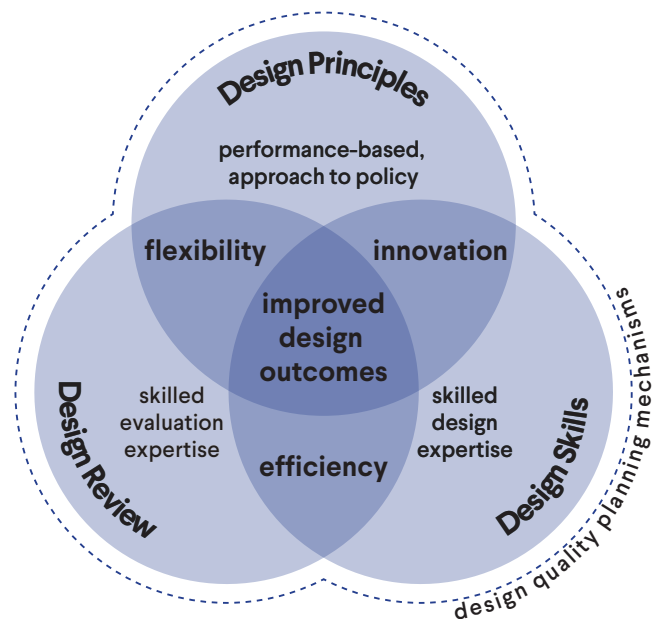 Design Principles
performance-based,
approach to policy
flexibility
innovation
improved
design
outcomes
skilled
evaluation
expertise
skilled
design
expertise
efficiency
Design Review
Design Skills
design quality planning mechanisms